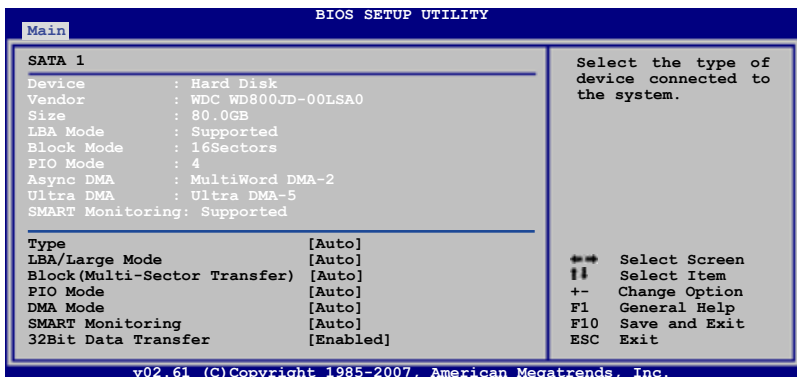 BIOS SETUP UTILITY
Main
SATA 1
Device : Hard Disk
Vendor : WDC WD800JD-00LSA0
Size : 80.0GB
LBA Mode : Supported
Block Mode : 16Sectors
PIO Mode : 4
Async DMA : MultiWord DMA-2
Ultra DMA : Ultra DMA-5
SMART Monitoring: Supported
Type [Auto]
LBA/Large Mode [Auto]
Block(Multi-Sector Transfer) [Auto]
PIO Mode [Auto]
DMA Mode [Auto]
SMART Monitoring [Auto]
32Bit Data Transfer [Enabled]
Select the type of
device connected to
the system.
←→ Select Screen
↑↓ Select Item
+- Change Option
F1 General Help
F10 Save and Exit
ESC Exit
v02.61 (C)Copyright 1985-2007, American Megatrends, Inc.